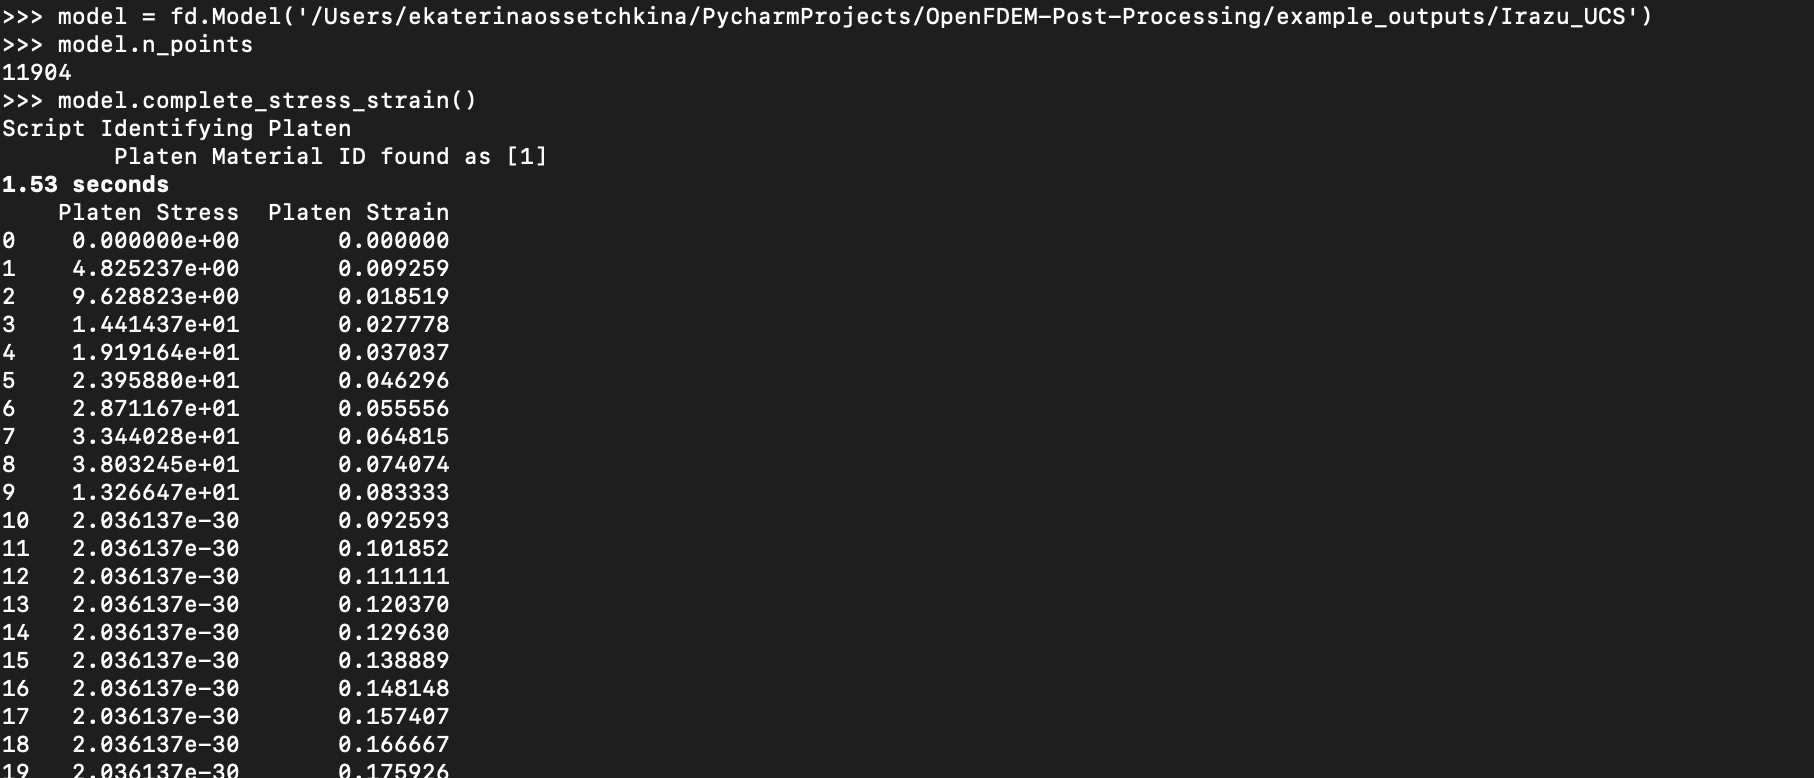 >>> model = fd.Model('/Users/ekaterinaossetchkina/PycharmProjects/OpenFDEM-Post-Processing/example_outputs/Irazu_UCS')
>>> model.n_points
11904
>>> model.complete_stress_strain()
Script Identifying Platen
        Platen Material ID found as [1]
1.53 seconds
    Platen Stress  Platen Strain
0    0.000000e+00       0.000000
1    4.825237e+00       0.009259
2    9.628823e+00       0.018519
3    1.441437e+01       0.027778
4    1.919164e+01       0.037037
5    2.395880e+01       0.046296
6    2.871167e+01       0.055556
7    3.344028e+01       0.064815
8    3.803245e+01       0.074074
9    1.326647e+01       0.083333
10   2.036137e-30       0.092593
11   2.036137e-30       0.101852
12   2.036137e-30       0.111111
13   2.036137e-30       0.120370
14   2.036137e-30       0.129630
15   2.036137e-30       0.138889
16   2.036137e-30       0.148148
17   2.036137e-30       0.157407
18   2.036137e-30       0.166667
19   2.036137e-30       0.175926